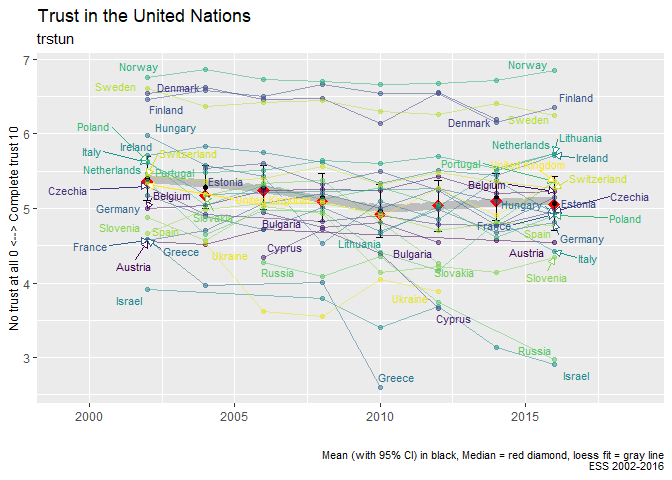 Trust in the United Nations
trstun
No trust at all 0 <--> Complete trust 10
7
6
5
4
3
2000
2005
2010
2015
Norway
Sweden
Denmark
Finland
Poland
Hungary
Italy
Ireland
Switzerland
Netherlands
Portugal
Czechia
Belgium
Estonia
Germany
Slovakia
Slovenia
Spain
France
Greece
Ukraine
Austria
Israel
Bulgaria
Cyprus
Russia
Lithuania
Norway
Finland
Denmark
Sweden
Lithuania
Netherlands
Ireland
Portugal
Switzerland
Belgium
Czechia
Hungary
Estonia
Poland
France
Spain
Germany
Bulgaria
Austria
Italy
Slovakia
Slovenia
Ukraine
Cyprus
Russia
Greece
Israel
Mean (with 95% CI) in black, Median = red diamond, loess fit = gray line
ESS 2002-2016